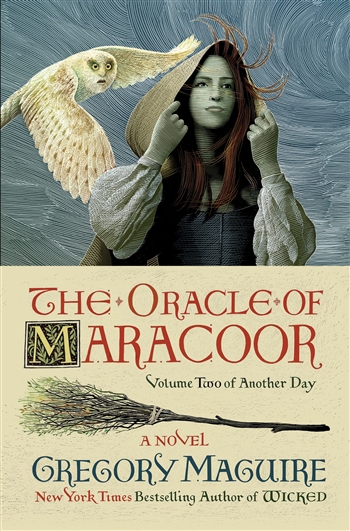 THE ORACLE OF
MARACOOR
Volume Two of Another Day
A NOVEL
GREGORY MAGUIRE
New York Times Bestselling Author of WICKED